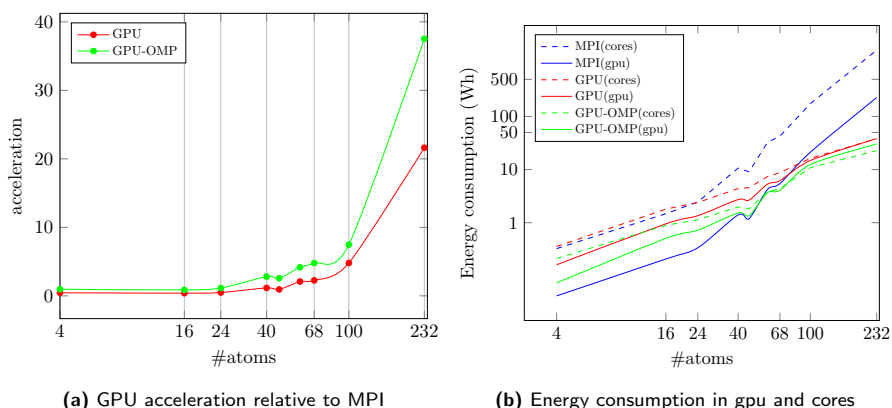 40
30
20
10
0
acceleration
GPU
GPU-OMP
4 16 24 40 68 100 232
#atoms
(a) GPU acceleration relative to MPI
Energy consumption (Wh)
500
100
50
10
1
MPI(cores)
MPI(gpu)
GPU(cores)
GPU(gpu)
GPU-OMP(cores)
GPU-OMP(gpu)
4 16 24 40 68 100 232
#atoms
(b) Energy consumption in gpu and cores